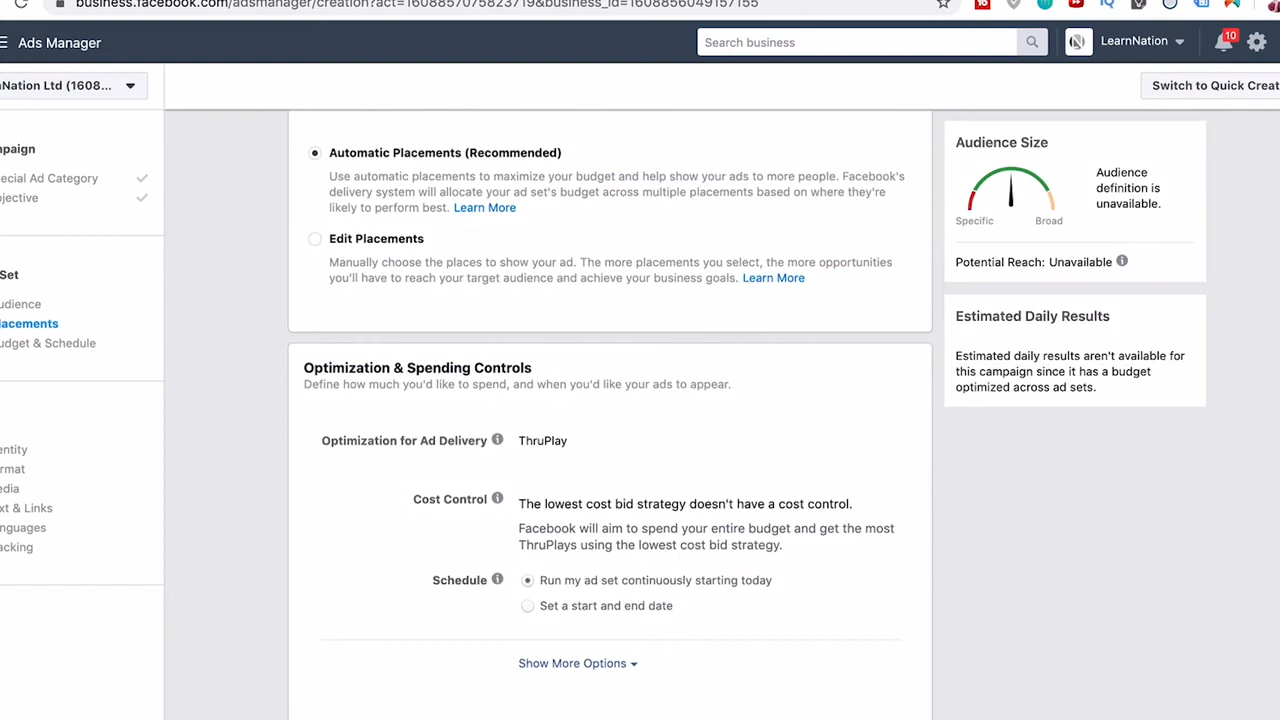 business.facebook.com/adsmanager/creation?act=160885707582371​9&business_id=1608856049157155
Ads Manager
Search business
LearnNation
10
Nation Ltd (1608...
Switch to Quick Creat
paign
ecial Ad Category
jective
Set
udience
lacements
udget & Schedule
entity
rmat
edia
xt & Links
nguages
acking
Automatic Placements (Recommended)
Use automatic placements to maximize your budget and help show your ads to more people. Facebook's
delivery system will allocate your ad set's budget across multiple placements based on where they're
likely to perform best. Learn More
Edit Placements
Manually choose the places to show your ad. The more placements you select, the more opportunities
you'll have to reach your target audience and achieve your business goals. Learn More
Optimization & Spending Controls
Define how much you'd like to spend, and when you'd like your ads to appear.
Optimization for Ad Delivery ThruPlay
Cost Control The lowest cost bid strategy doesn't have a cost control.
Facebook will aim to spend your entire budget and get the most
ThruPlays using the lowest cost bid strategy.
Schedule Run my ad set continuously starting today
Set a start and end date
Show More Options
Audience Size
Specific
Broad
Audience
definition is
unavailable.
Potential Reach: Unavailable
Estimated Daily Results
Estimated daily results aren't available for
this campaign since it has a budget
optimized across ad sets.